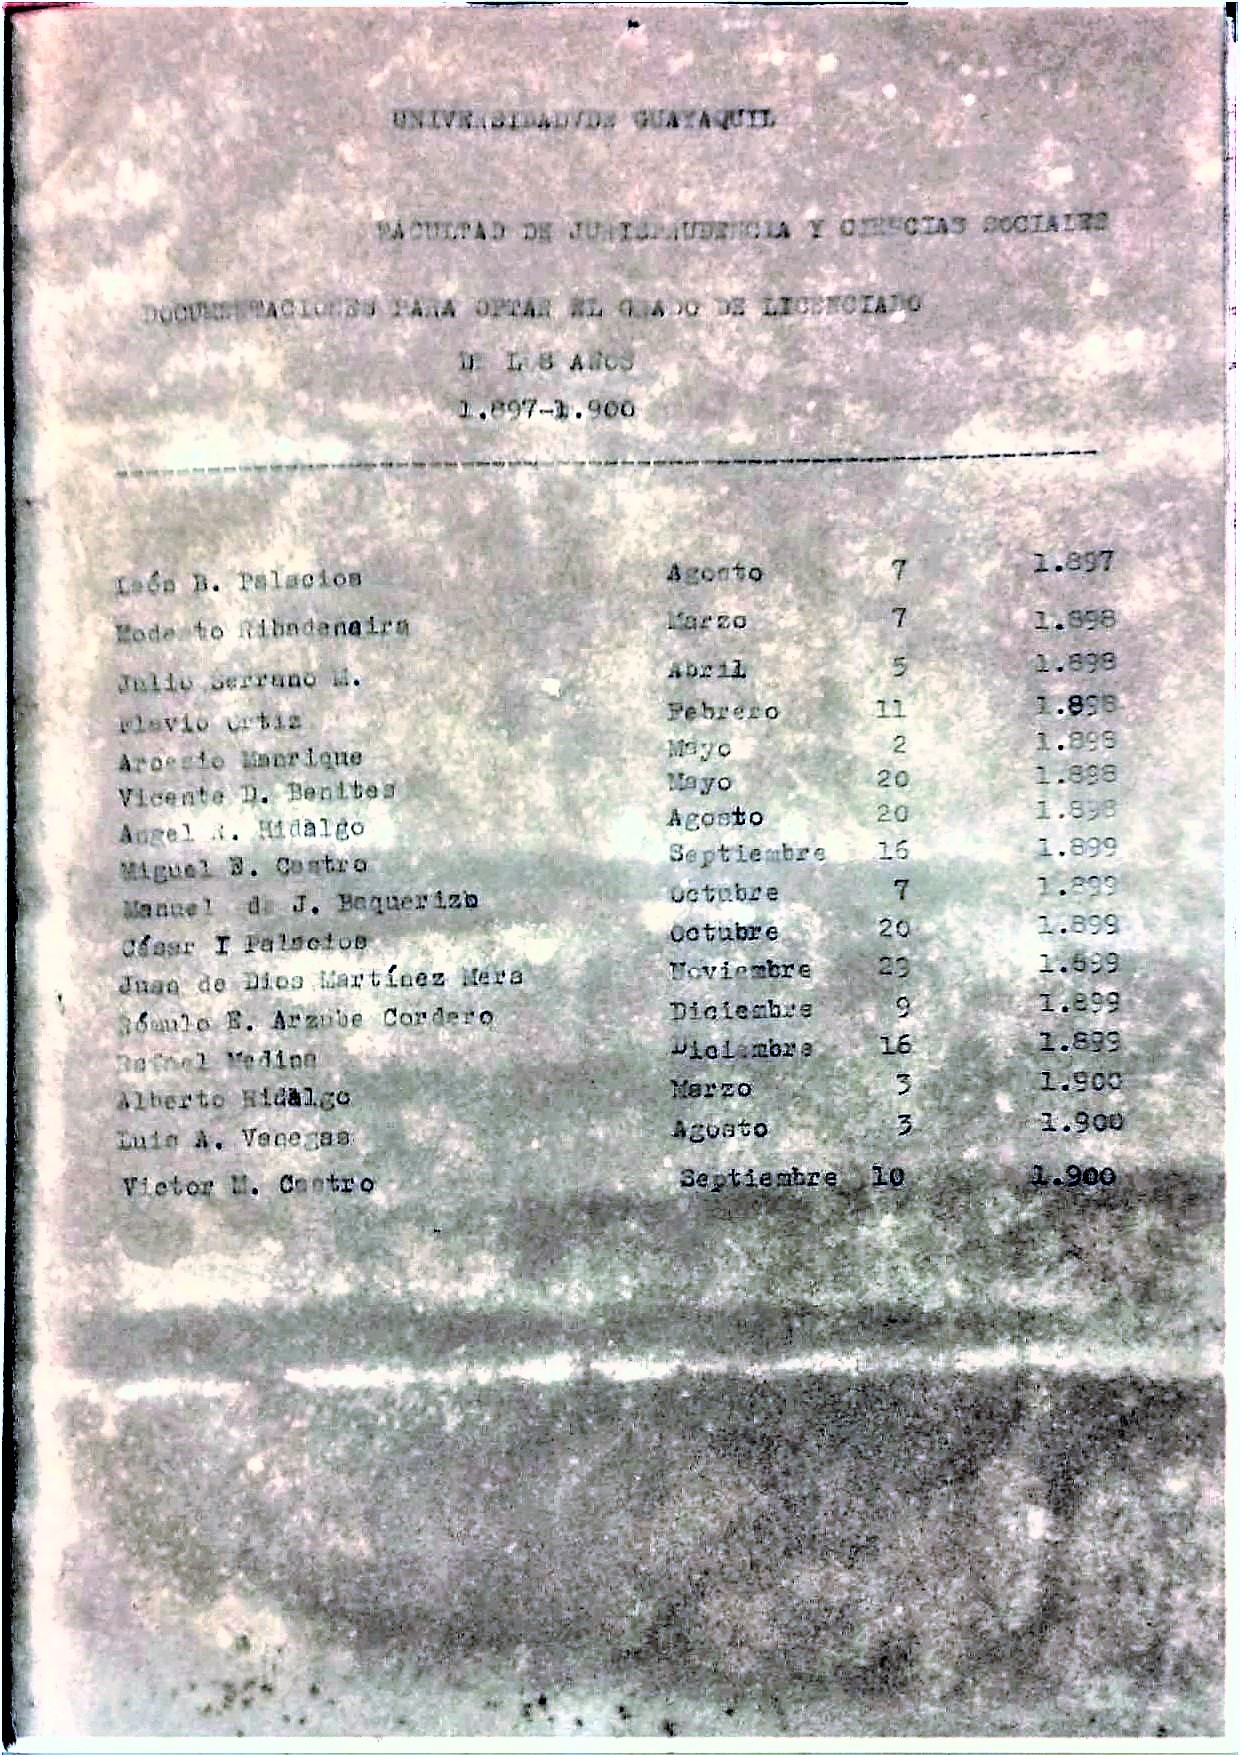 UNIVERSIDADVDE GUAYAQUIL
FACULTAD DE JURISPRUDENCIA Y CIENCIAS SOCIALES
DOCUMENTACIONES PARA OPTAR EL GRADO DE LICENCIADO
DE LOS AÑOS
1.897-1.900
León B. Palacios Agosto 7 1.897
Modesto Ribadeneira Marzo 7 1.898
Julio Serrano M. Abril 5 1.898
Flavio Ortiz Febrero 11 1.898
Manrique Mayo 2 1.898
Vicente D. Benites Mayo 20 1.898
Angel R. Hidalgo Agosto 20 1.898
Miguel E. Castro Septiembre 16 1.899
Manuel de J. Baquerizo Octubre 7 1.899
César I Palacios Octubre 20 1.899
Juan de Dios Martínez Mera Noviembre 23 1.899
Rómulo E. Arzube Cordero Diciembre 9 1.899
Rafael Medina Diciembre 16 1.899
Alberto Hidalgo Marzo 3 1.900
Luis A. Venegas Agosto 3 1.900
Victor M. Castro Septiembre 10 1.900